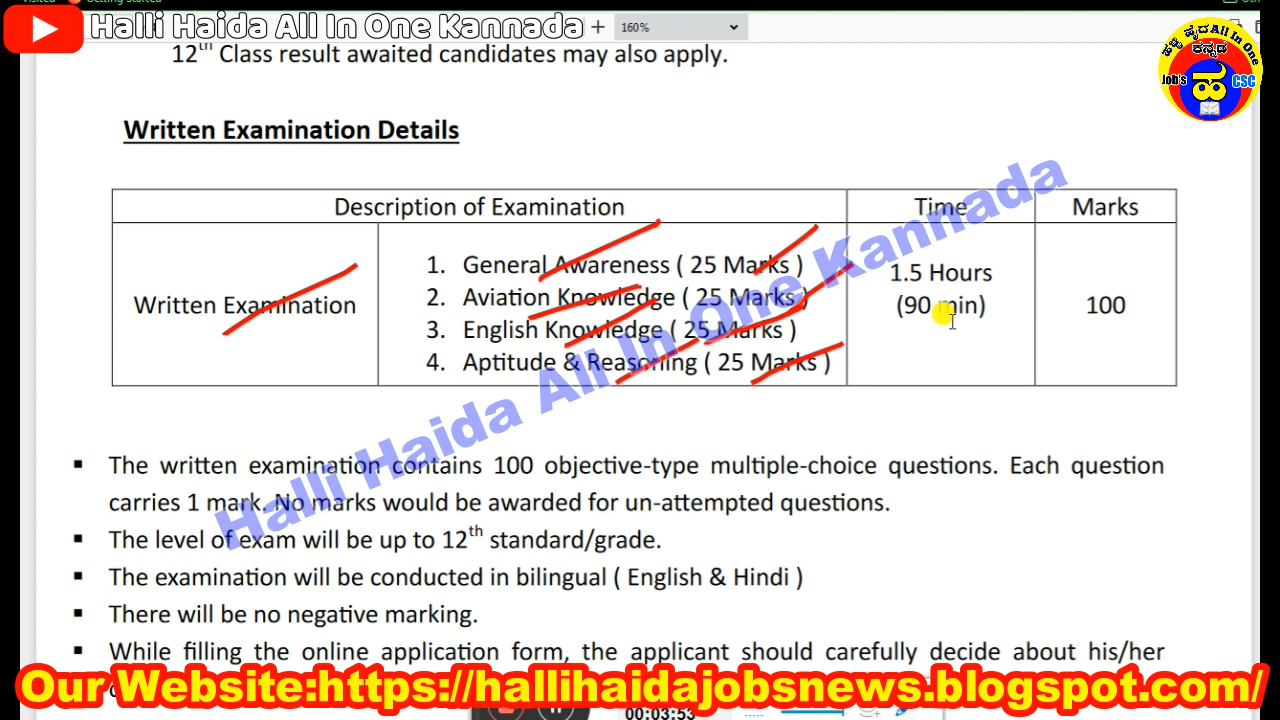 Halli Haida All In One Kannada
160%
12th Class result awaited candidates may also apply.
ಹಳ್ಳಿ ಹೈದ All In One
ಕನ್ನಡ
Job's
ಹ
CSC
Written Examination Details
Description of Examination
Time
Marks
Written Examination
1. General Awareness ( 25 Marks )
2. Aviation Knowledge ( 25 Marks )
3. English Knowledge ( 25 Marks )
4. Aptitude & Reasoning ( 25 Marks )
1.5 Hours
(90 min)
100
Halli Haida All In One Kannada
▪ The written examination contains 100 objective-type multiple-choice questions. Each question
carries 1 mark. No marks would be awarded for un-attempted questions.
▪ The level of exam will be up to 12th standard/grade.
▪ The examination will be conducted in bilingual ( English & Hindi )
▪ There will be no negative marking.
▪ While filling the online application form, the applicant should carefully decide about his/her
Our Website:https://hallihaidajobsnews.blogspot.com/
00:03:53